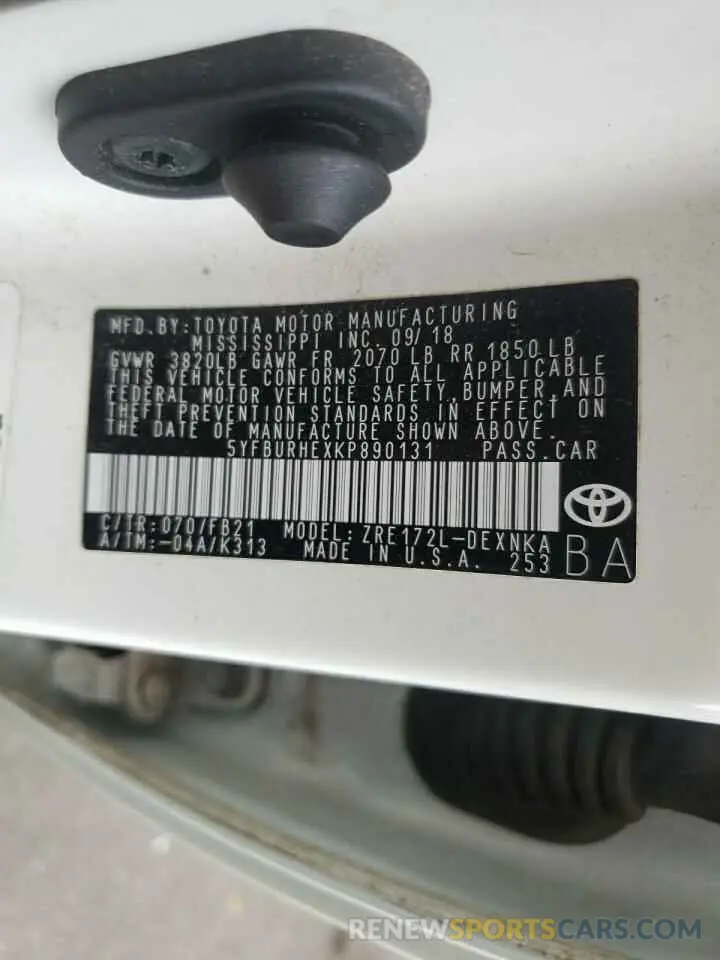 MFD. BY: TOYOTA MOTOR MANUFACTURING
MISSISSIPPI INC. 09/18
GVWR 3820LB GAWR FR 2070 LB RR 1850 LB
THIS VEHICLE CONFORMS TO ALL APPLICABLE
FEDERAL MOTOR VEHICLE SAFETY, BUMPER, AND
THEFT PREVENTION STANDARDS IN EFFECT ON
THE DATE OF MANUFACTURE SHOWN ABOVE.
5YFBURHEXKP890131 PASS. CAR
C/TR: 070/FB21 MODEL: ZRE172L-DEXNKA
A/TM: -04A/K313 MADE IN U.S.A. 253 BA
RENEWSPORTSCARS.COM